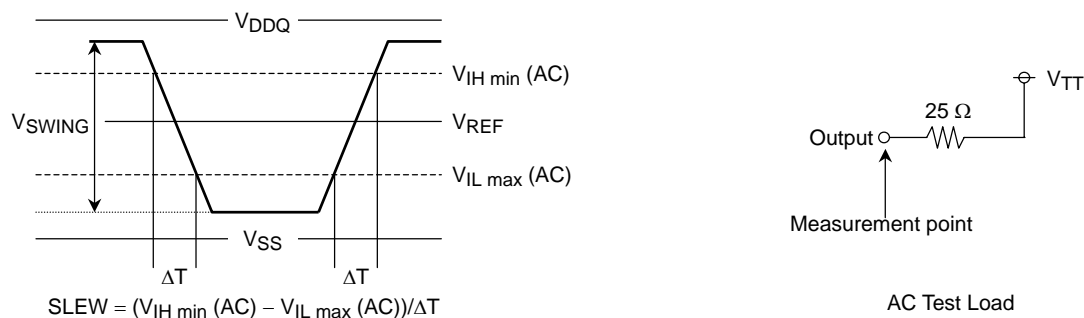 VDDQ
VIH min (AC)
VSWING
VREF
VIL max (AC)
VSS
ΔT
ΔT
SLEW = (VIH min (AC) − VIL max (AC))/ΔT
VTT
25 Ω
Output
Measurement point
AC Test Load